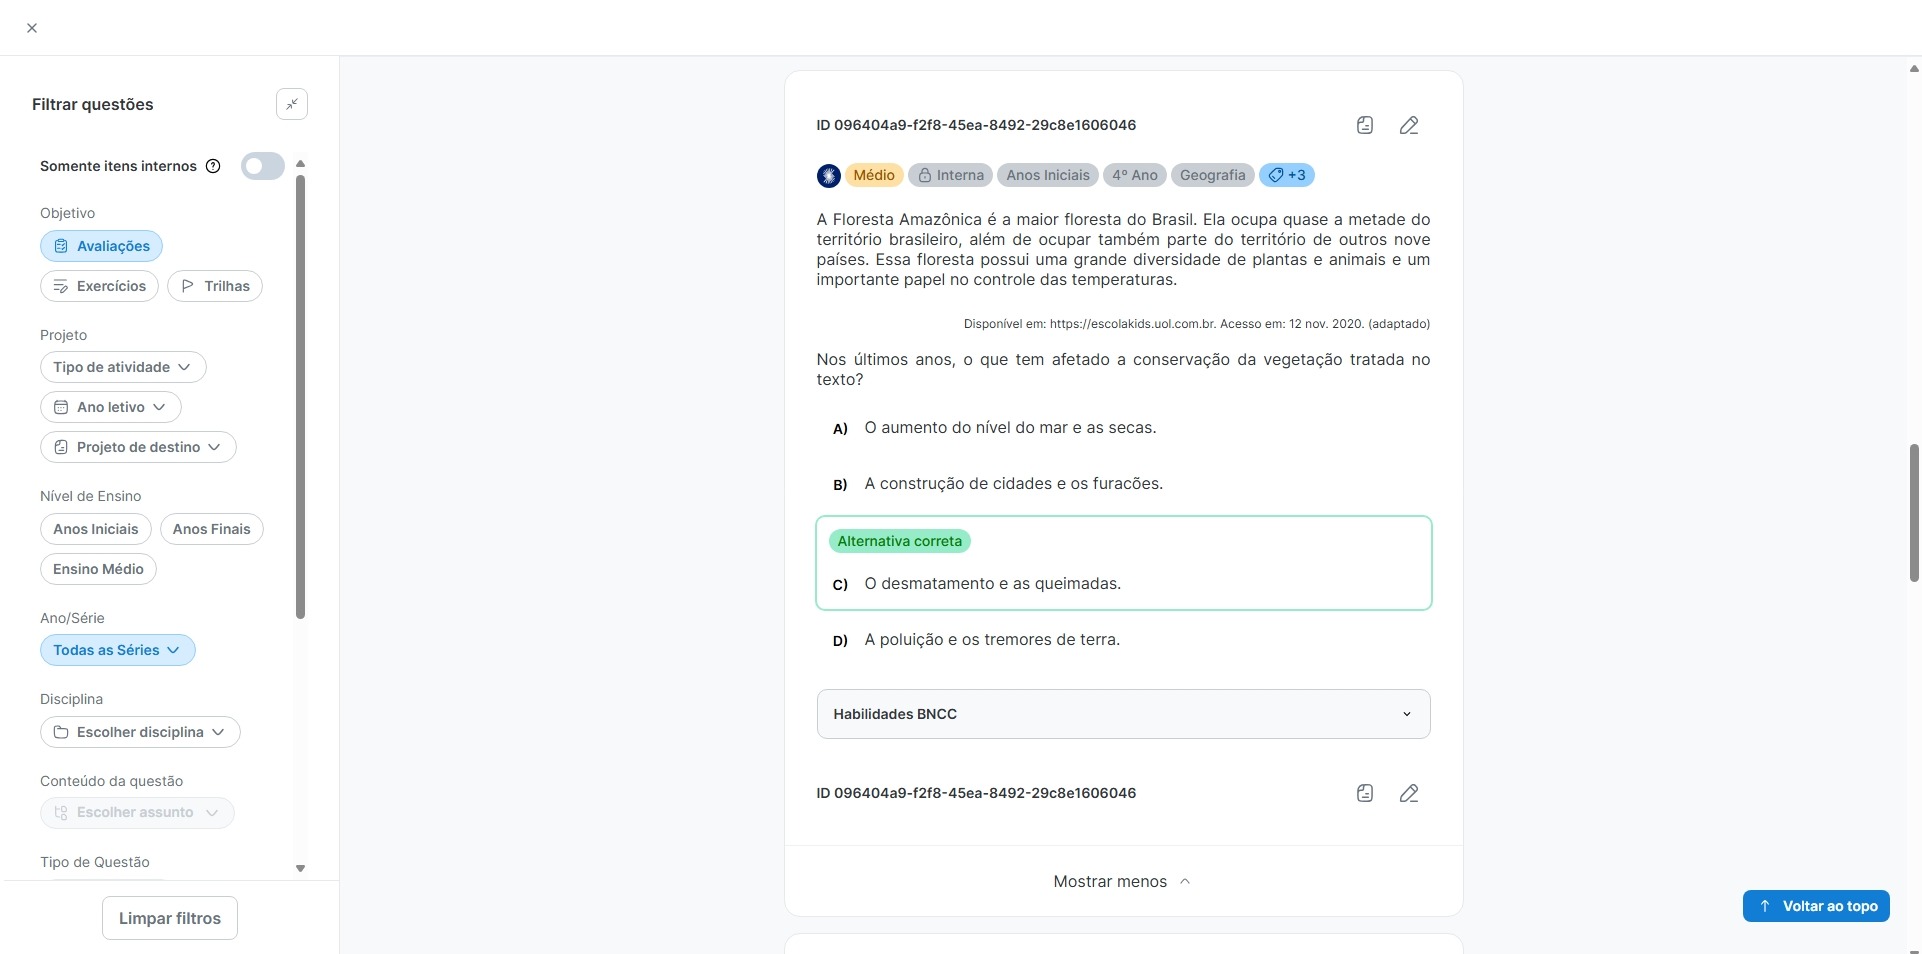 Filtrar questões
Somente itens internos
Objetivo
Avaliações
Exercícios
Trilhas
Projeto
Tipo de atividade
Ano letivo
Projeto de destino
Nível de Ensino
Anos Iniciais
Anos Finais
Ensino Médio
Ano/Série
Todas as Séries
Disciplina
Escolher disciplina
Conteúdo da questão
Escolher assunto
Tipo de Questão
Limpar filtros
ID 096404a9-f2f8-45ea-8492-29c8e1606046
Médio
Interna
Anos Iniciais
4º Ano
Geografia
+3
A Floresta Amazônica é a maior floresta do Brasil. Ela ocupa quase a metade do
território brasileiro, além de ocupar também parte do território de outros nove
países. Essa floresta possui uma grande diversidade de plantas e animais e um
importante papel no controle das temperaturas.
Disponível em: https://escolakids.uol.com.br. Acesso em: 12 nov. 2020. (adaptado)
Nos últimos anos, o que tem afetado a conservação da vegetação tratada no
texto?
A) O aumento do nível do mar e as secas.
B) A construção de cidades e os furacões.
Alternativa correta
C) O desmatamento e as queimadas.
D) A poluição e os tremores de terra.
Habilidades BNCC
ID 096404a9-f2f8-45ea-8492-29c8e1606046
Mostrar menos
Voltar ao topo